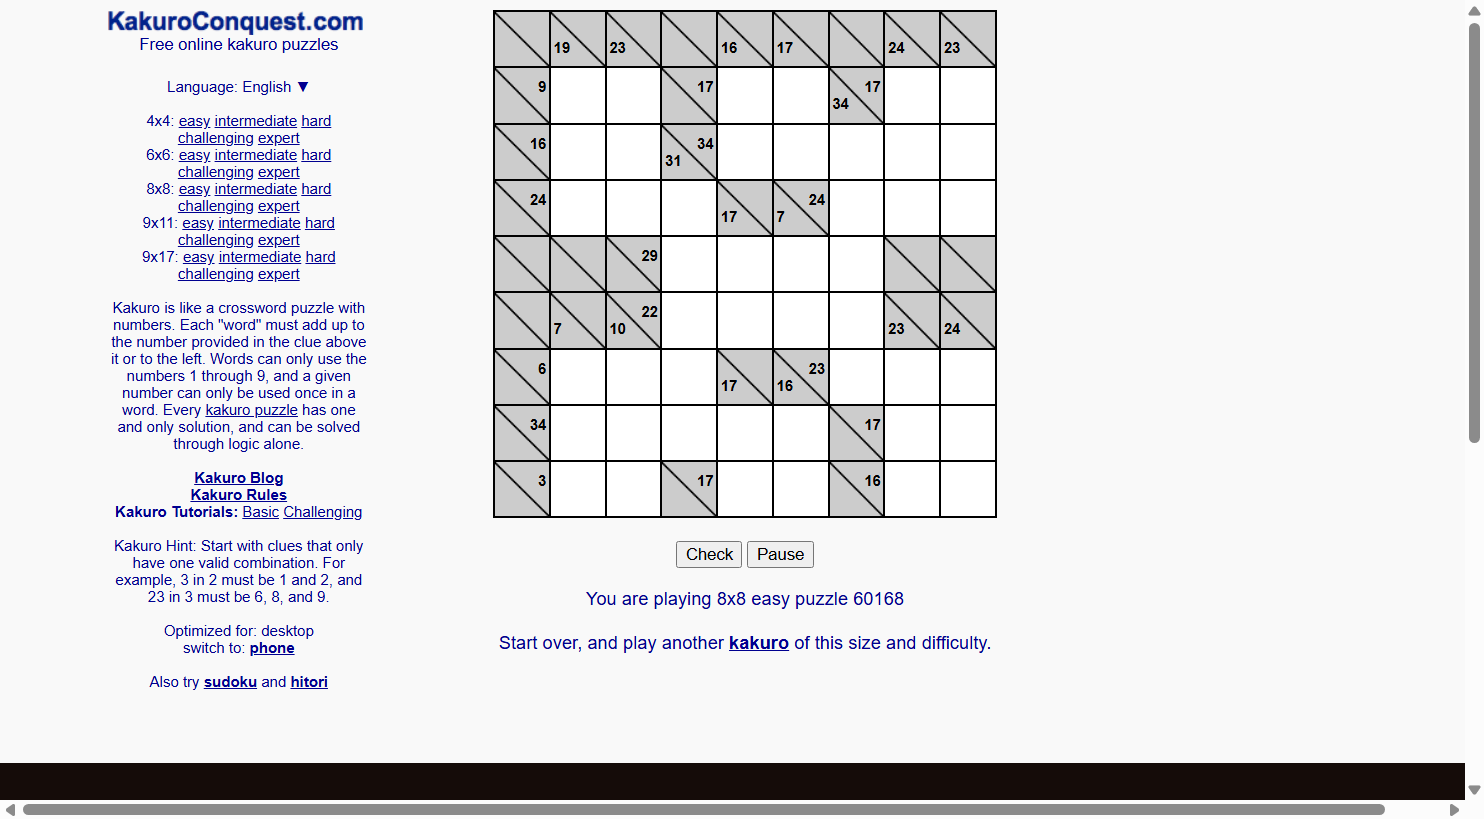 KakuroConquest.com
Free online kakuro puzzles
Language: English ▼
4x4: easy intermediate hard
challenging expert
6x6: easy intermediate hard
challenging expert
8x8: easy intermediate hard
challenging expert
9x11: easy intermediate hard
challenging expert
9x17: easy intermediate hard
challenging expert
Kakuro is like a crossword puzzle with
numbers. Each "word" must add up to
the number provided in the clue above
it or to the left. Words can only use the
numbers 1 through 9, and a given
number can only be used once in a
word. Every kakuro puzzle has one
and only solution, and can be solved
through logic alone.
Kakuro Blog
Kakuro Rules
Kakuro Tutorials: Basic Challenging
Kakuro Hint: Start with clues that only
have one valid combination. For
example, 3 in 2 must be 1 and 2, and
23 in 3 must be 6, 8, and 9.
Optimized for: desktop
switch to: phone
Also try sudoku and hitori
19 23 16 17 24 23
9 17 17
34
16 34
31
24 24
17 7
29
22
7 10 23 24
6 23
17 16
34 17
3 17 16
Check Pause
You are playing 8x8 easy puzzle 60168
Start over, and play another kakuro of this size and difficulty.